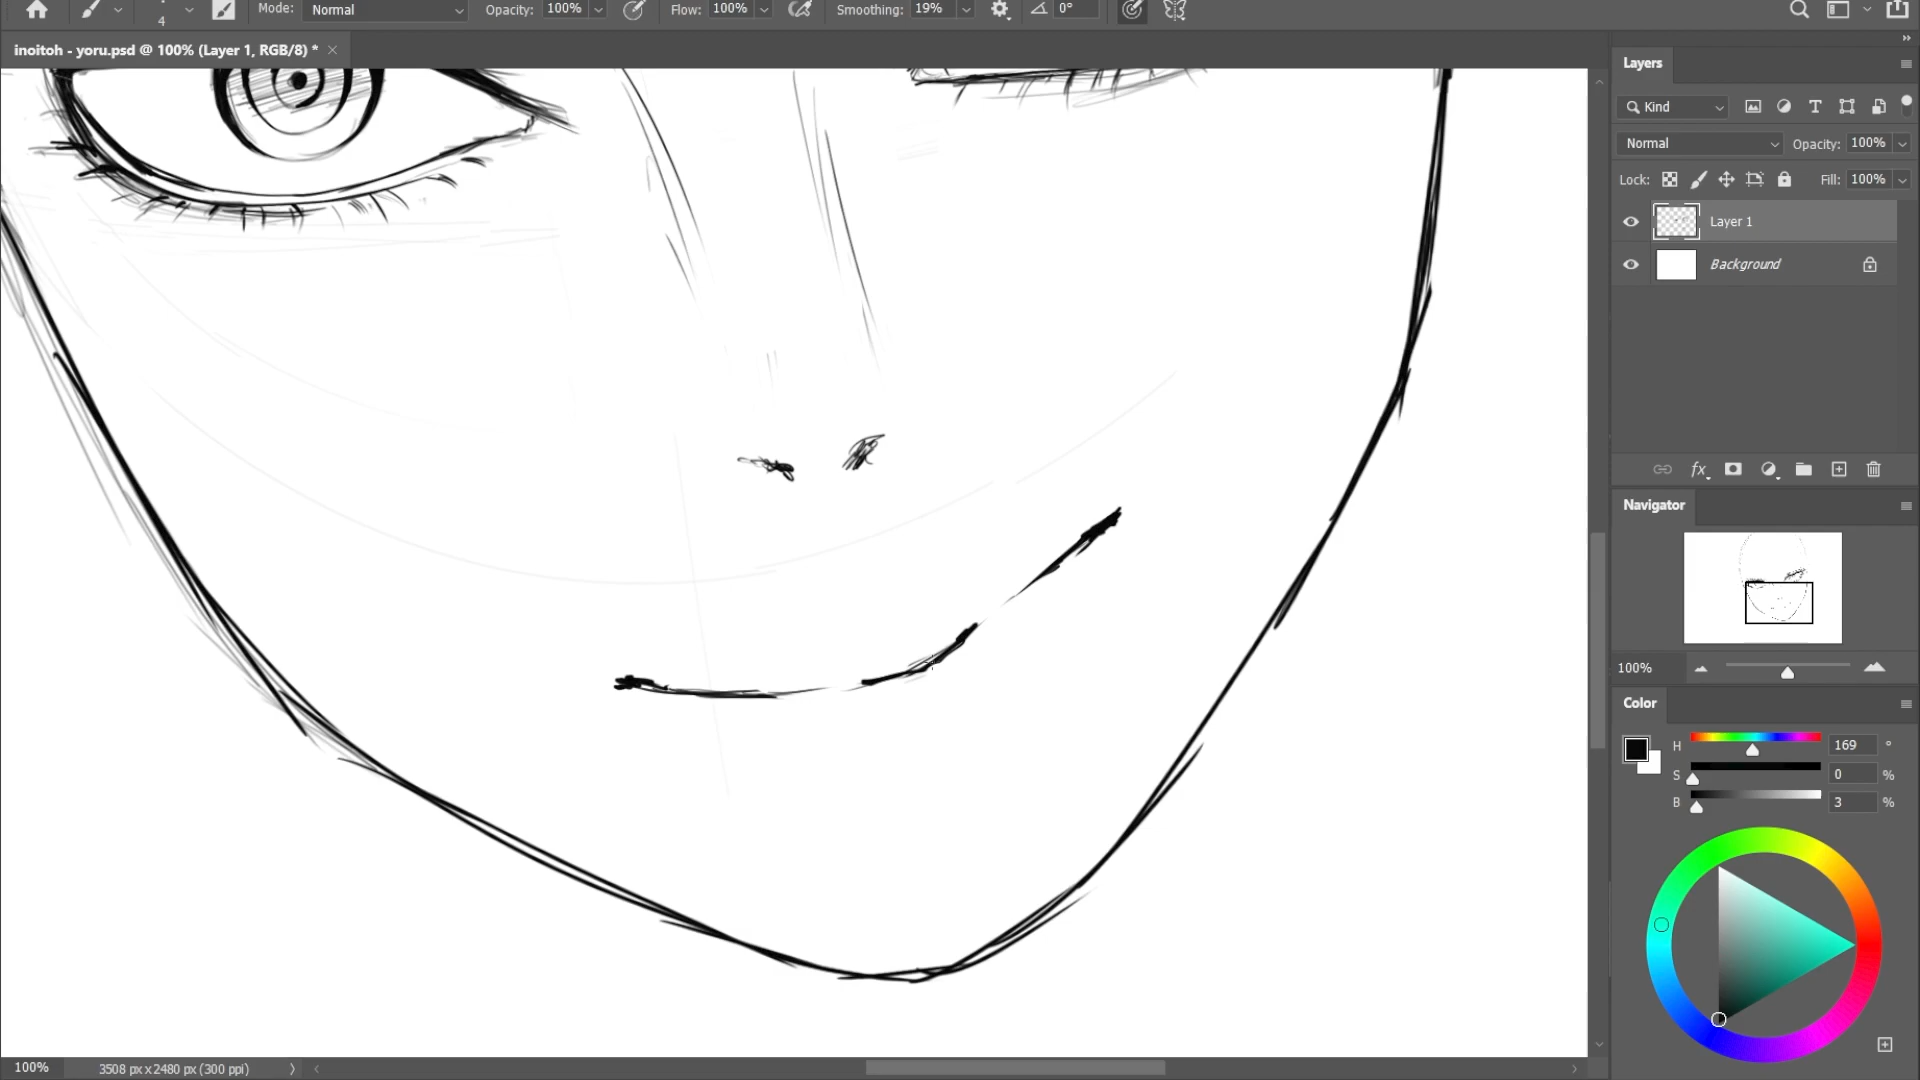 4
Mode: Normal Opacity: 100% Flow: 100% Smoothing: 19% 0°
inoitoh - yoru.psd @ 100% (Layer 1, RGB/8) * ×
Layers
Kind
Normal Opacity: 100%
Lock: Fill: 100%
Layer 1
Background
fx
Navigator
100%
Color
H 169 °
S 0 %
B 3 %
100% 3508 px x 2480 px (300 ppi)